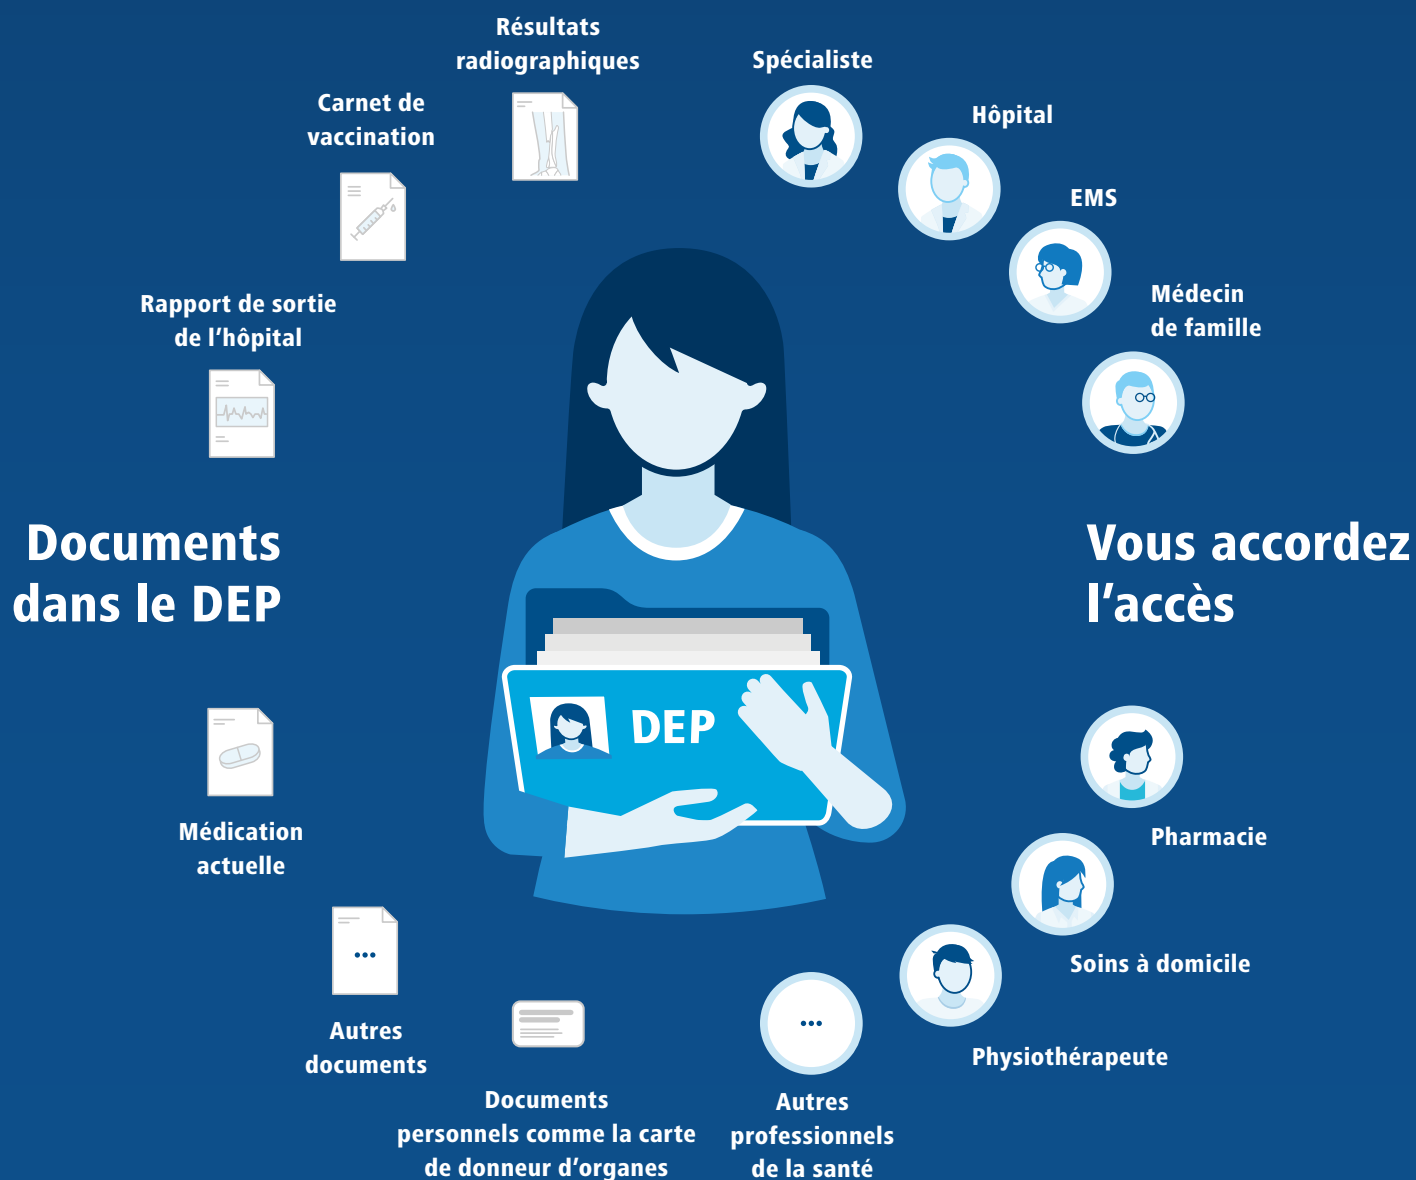 Résultats
radiographiques
Carnet de
vaccination
Rapport de sortie
de l’hôpital
Documents
dans le DEP
Médication
actuelle
Autres
documents
Documents
personnels comme la carte
de donneur d’organes
DEP
Spécialiste
Hôpital
EMS
Médecin
de famille
Vous accordez
l’accès
Pharmacie
Soins à domicile
Physiothérapeute
Autres
professionnels
de la santé